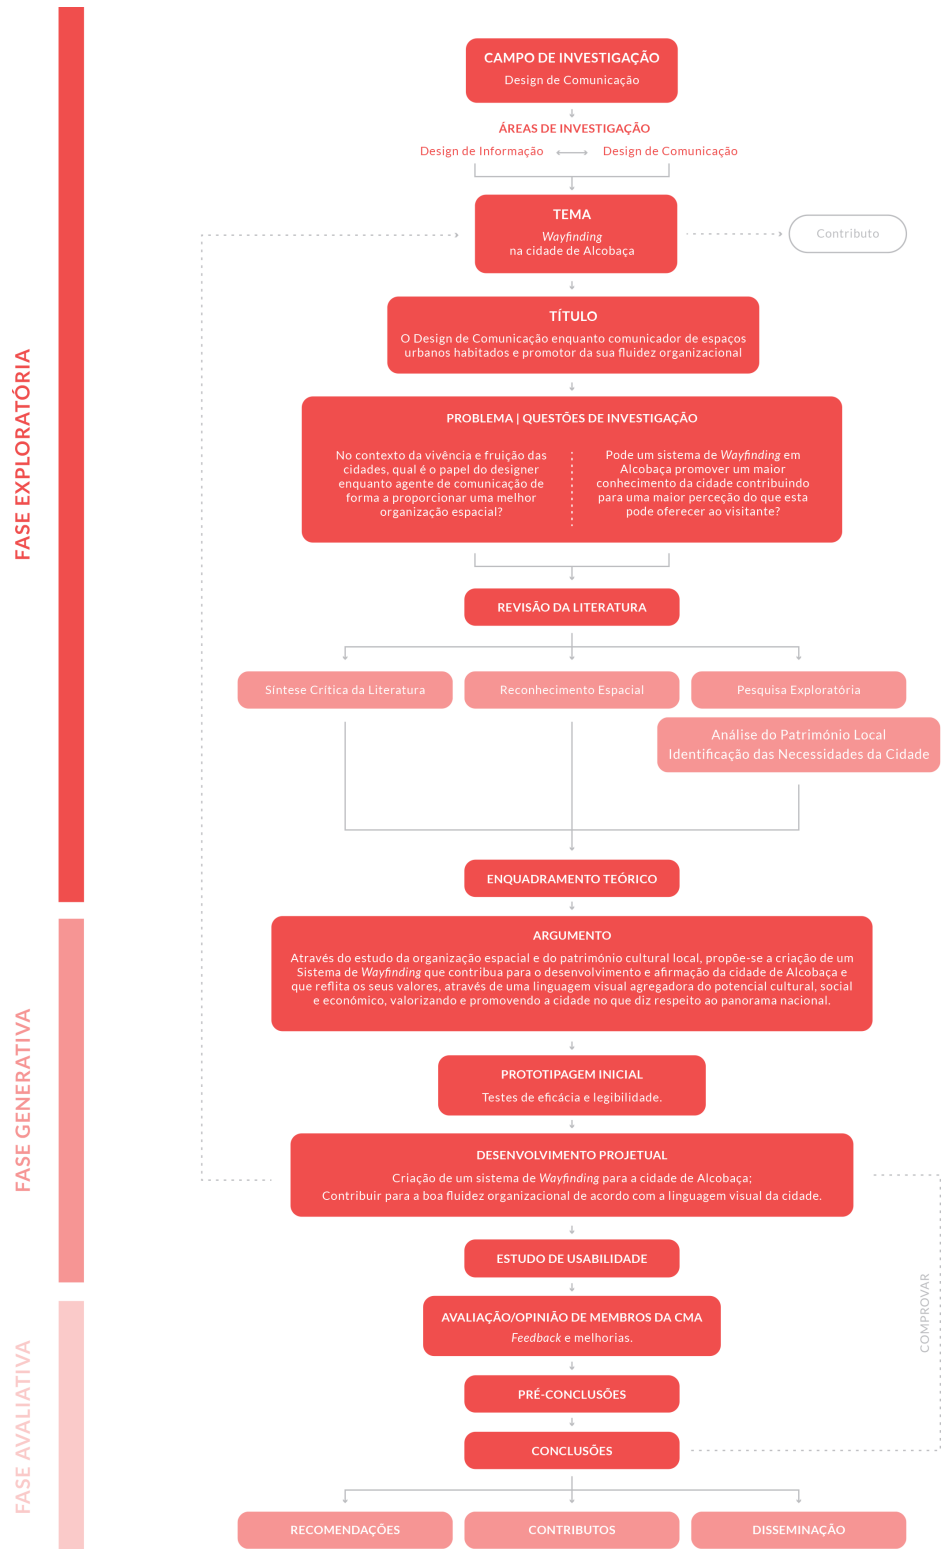 CAMPO DE INVESTIGAÇÃO
Design de Comunicação
ÁREAS DE INVESTIGAÇÃO
Design de Informação
Design de Comunicação
TEMA
Wayfinding
na cidade de Alcobaça
Contributo
TÍTULO
O Design de Comunicação enquanto comunicador de espaços
urbanos habitados e promotor da sua fluidez organizacional
PROBLEMA | QUESTÕES DE INVESTIGAÇÃO
No contexto da vivência e fruição das
cidades, qual é o papel do designer
enquanto agente de comunicação de
forma a proporcionar uma melhor
organização espacial?
Pode um sistema de Wayfinding em
Alcobaça promover um maior
conhecimento da cidade contribuindo
para uma maior perceção do que esta
pode oferecer ao visitante?
REVISÃO DA LITERATURA
Síntese Crítica da Literatura
Reconhecimento Espacial
Pesquisa Exploratória
Análise do Património Local
Identificação das Necessidades da Cidade
ENQUADRAMENTO TEÓRICO
FASE EXPLORATÓRIA
ARGUMENTO
Através do estudo da organização espacial e do património cultural local, propõe-se a criação de um
Sistema de Wayfinding que contribua para o desenvolvimento e afirmação da cidade de Alcobaça e
que reflita os seus valores, através de uma linguagem visual agregadora do potencial cultural, social
e económico, valorizando e promovendo a cidade no que diz respeito ao panorama nacional.
PROTOTIPAGEM INICIAL
Testes de eficácia e legibilidade.
DESENVOLVIMENTO PROJETUAL
Criação de um sistema de Wayfinding para a cidade de Alcobaça;
Contribuir para a boa fluidez organizacional de acordo com a linguagem visual da cidade.
ESTUDO DE USABILIDADE
FASE GENERATIVA
AVALIAÇÃO/OPINIÃO DE MEMBROS DA CMA
Feedback e melhorias.
COMPROVAR
PRÉ-CONCLUSÕES
CONCLUSÕES
RECOMENDAÇÕES
CONTRIBUTOS
DISSEMINAÇÃO
FASE AVALIATIVA